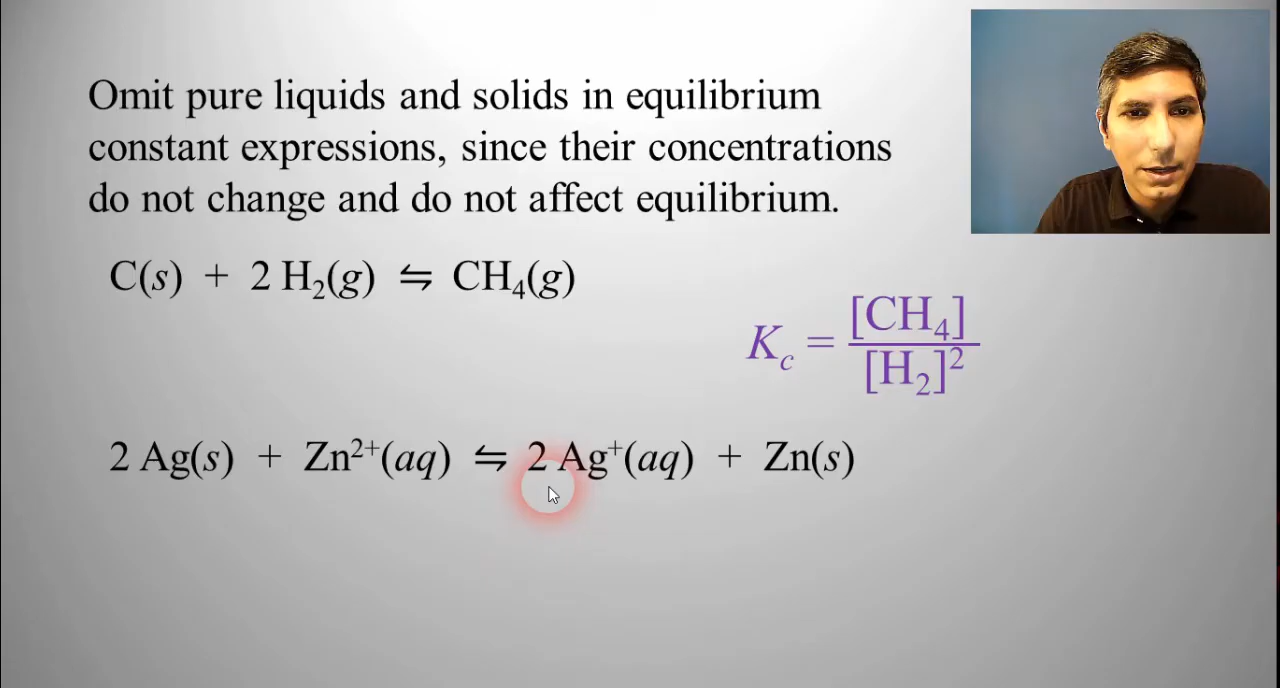 Omit pure liquids and solids in equilibrium
constant expressions, since their concentrations
do not change and do not affect equilibrium.
C(s) + 2 H₂(g) ⇋ CH₄(g)
K_c = [CH₄] / [H₂]²
2 Ag(s) + Zn²⁺(aq) ⇋ 2 Ag⁺(aq) + Zn(s)